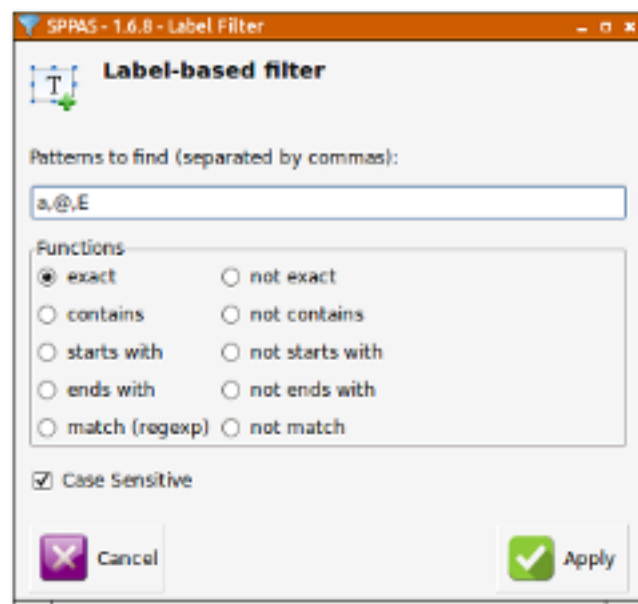 SPPAS - 1.6.8 - Label Filter
T
Label-based filter
Patterns to find (separated by commas):
a,@,E
Functions
exact not exact
contains not contains
starts with not starts with
ends with not ends with
match (regexp) not match
Case Sensitive
Cancel Apply